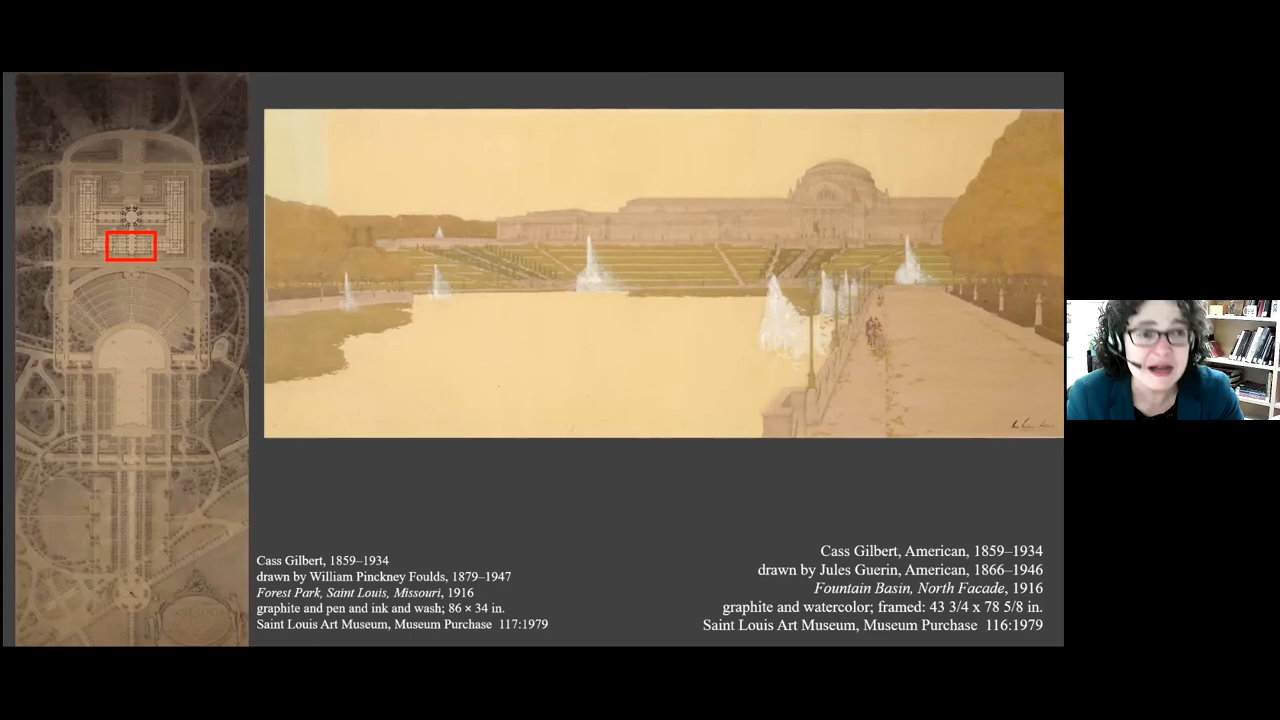 Cass Gilbert, 1859–1934
drawn by William Pinckney Foulds, 1879–1947
Forest Park, Saint Louis, Missouri, 1916
graphite and pen and ink and wash; 86 × 34 in.
Saint Louis Art Museum, Museum Purchase 117:1979
Cass Gilbert, American, 1859–1934
drawn by Jules Guerin, American, 1866–1946
Fountain Basin, North Facade, 1916
graphite and watercolor; framed: 43 3/4 x 78 5/8 in.
Saint Louis Art Museum, Museum Purchase 116:1979